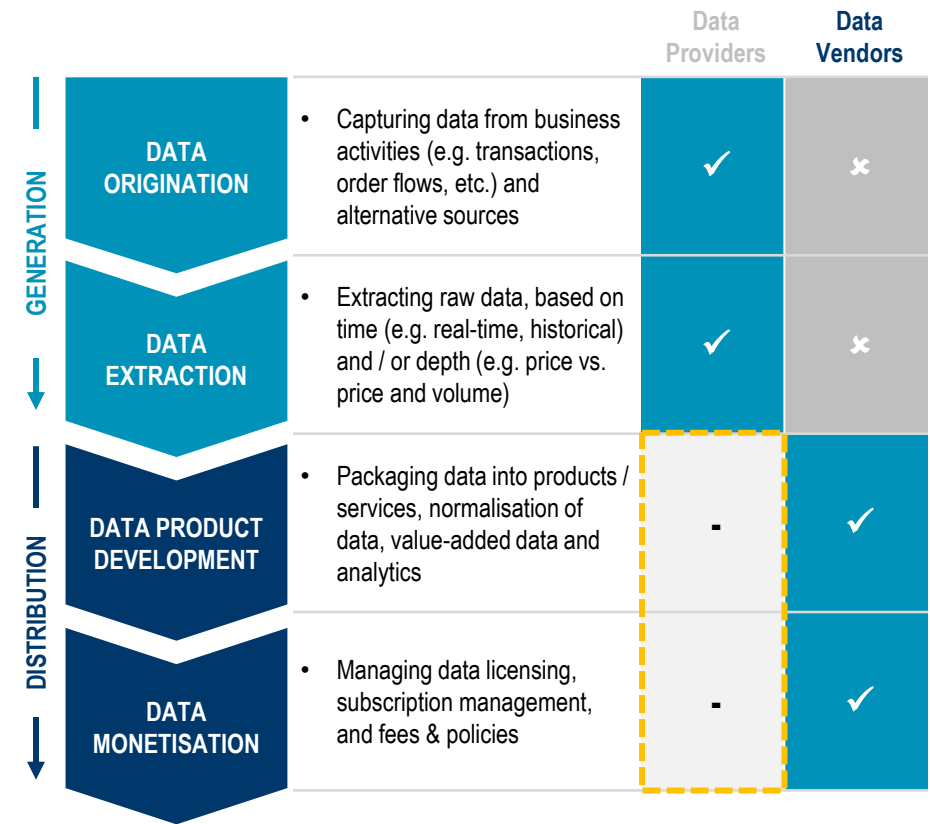 Data
Providers
Data
Vendors
GENERATION
DATA
ORIGINATION
• Capturing data from business
activities (e.g. transactions,
order flows, etc.) and
alternative sources
✓
✘
DATA
EXTRACTION
• Extracting raw data, based on
time (e.g. real-time, historical)
and / or depth (e.g. price vs.
price and volume)
✓
✘
DISTRIBUTION
DATA PRODUCT
DEVELOPMENT
• Packaging data into products /
services, normalisation of
data, value-added data and
analytics
-
✓
DATA
MONETISATION
• Managing data licensing,
subscription management,
and fees & policies
-
✓